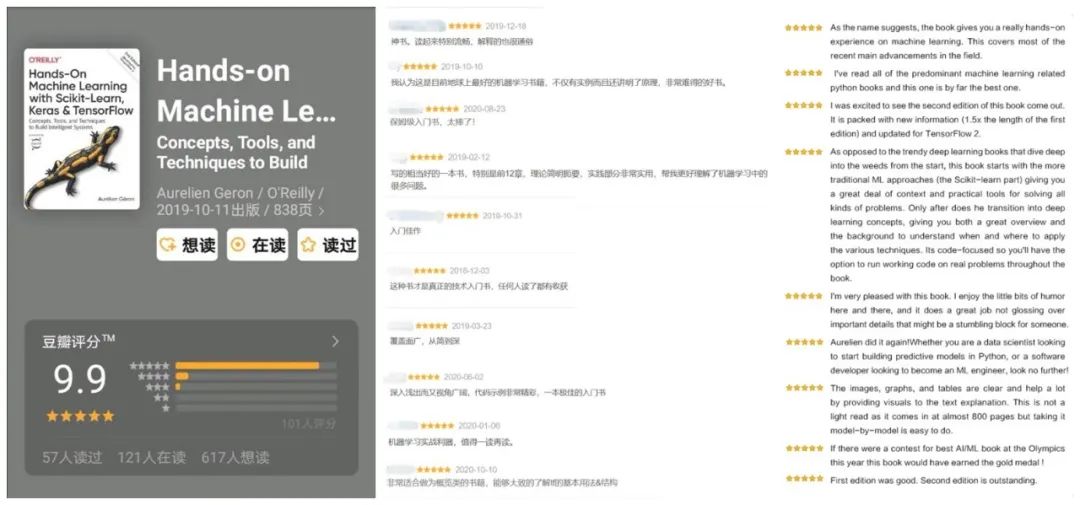 O'REILLY
Hands-On
Machine Learning
with Scikit-Learn,
Keras & TensorFlow
Concepts, Tools, and Techniques
to Build Intelligent Systems
Aurélien Géron
Hands-on
Machine Le...
Concepts, Tools, and
Techniques to Build
Aurelien Geron / O'Reilly /
2019-10-11出版 / 838页 >
想读
在读
读过
豆瓣评分™
9.9
101人评分
57人读过 121人在读 617人想读
2019-12-18
神书。读起来特别流畅,解释的也很通俗
2019-10-10
我认为这是目前地球上最好的机器学习书籍,不仅有实例而且还讲明了原理,非常难得的好书。
2020-08-23
保姆级入门书,太棒了!
2019-02-12
写的相当好的一本书,特别是前12章,理论简明扼要,实践部分非常实用,帮我更好理解了机器学习中的
很多问题。
2019-10-31
入门佳作
2018-12-03
这种书才是真正的技术入门书,任何人读了都有收获
2019-03-23
覆盖面广,从简到深
2020-06-02
深入浅出而又视角广阔,代码示例非常精彩,一本极佳的入门书
2020-01-06
机器学习实战利器,值得一读再读。
2020-10-10
非常适合做为概览类的书籍,能够大致的了解ml的基本用法&结构
As the name suggests, the book gives you a really hands-on
experience on machine learning. This covers most of the
recent main advancements in the field.
I've read all of the predominant machine learning related
python books and this one is by far the best one.
I was excited to see the second edition of this book come out.
It is packed with new information (1.5x the length of the first
edition) and updated for TensorFlow 2.
As opposed to the trendy deep learning books that dive deep
into the weeds from the start, this book starts with the more
traditional ML approaches (the Scikit-learn part) giving you
a great deal of context and practical tools for solving all
kinds of problems. Only after does he transition into deep
learning concepts, giving you both a great overview and
the background to understand when and where to apply
the various techniques. Its code-focused so you'll have the
option to run working code on real problems throughout the
book.
I'm very pleased with this book. I enjoy the little bits of humor
here and there, and it does a great job not glossing over
important details that might be a stumbling block for someone.
Aurelien did it again!Whether you are a data scientist looking
to start building predictive models in Python, or a software
developer looking to become an ML engineer, look no further!
The images, graphs, and tables are clear and help a lot
by providing visuals to the text explanation. This is not a
light read as it comes in at almost 800 pages but taking it
model-by-model is easy to do.
If there were a contest for best AI/ML book at the Olympics
this year this book would have earned the gold medal !
First edition was good. Second edition is outstanding.